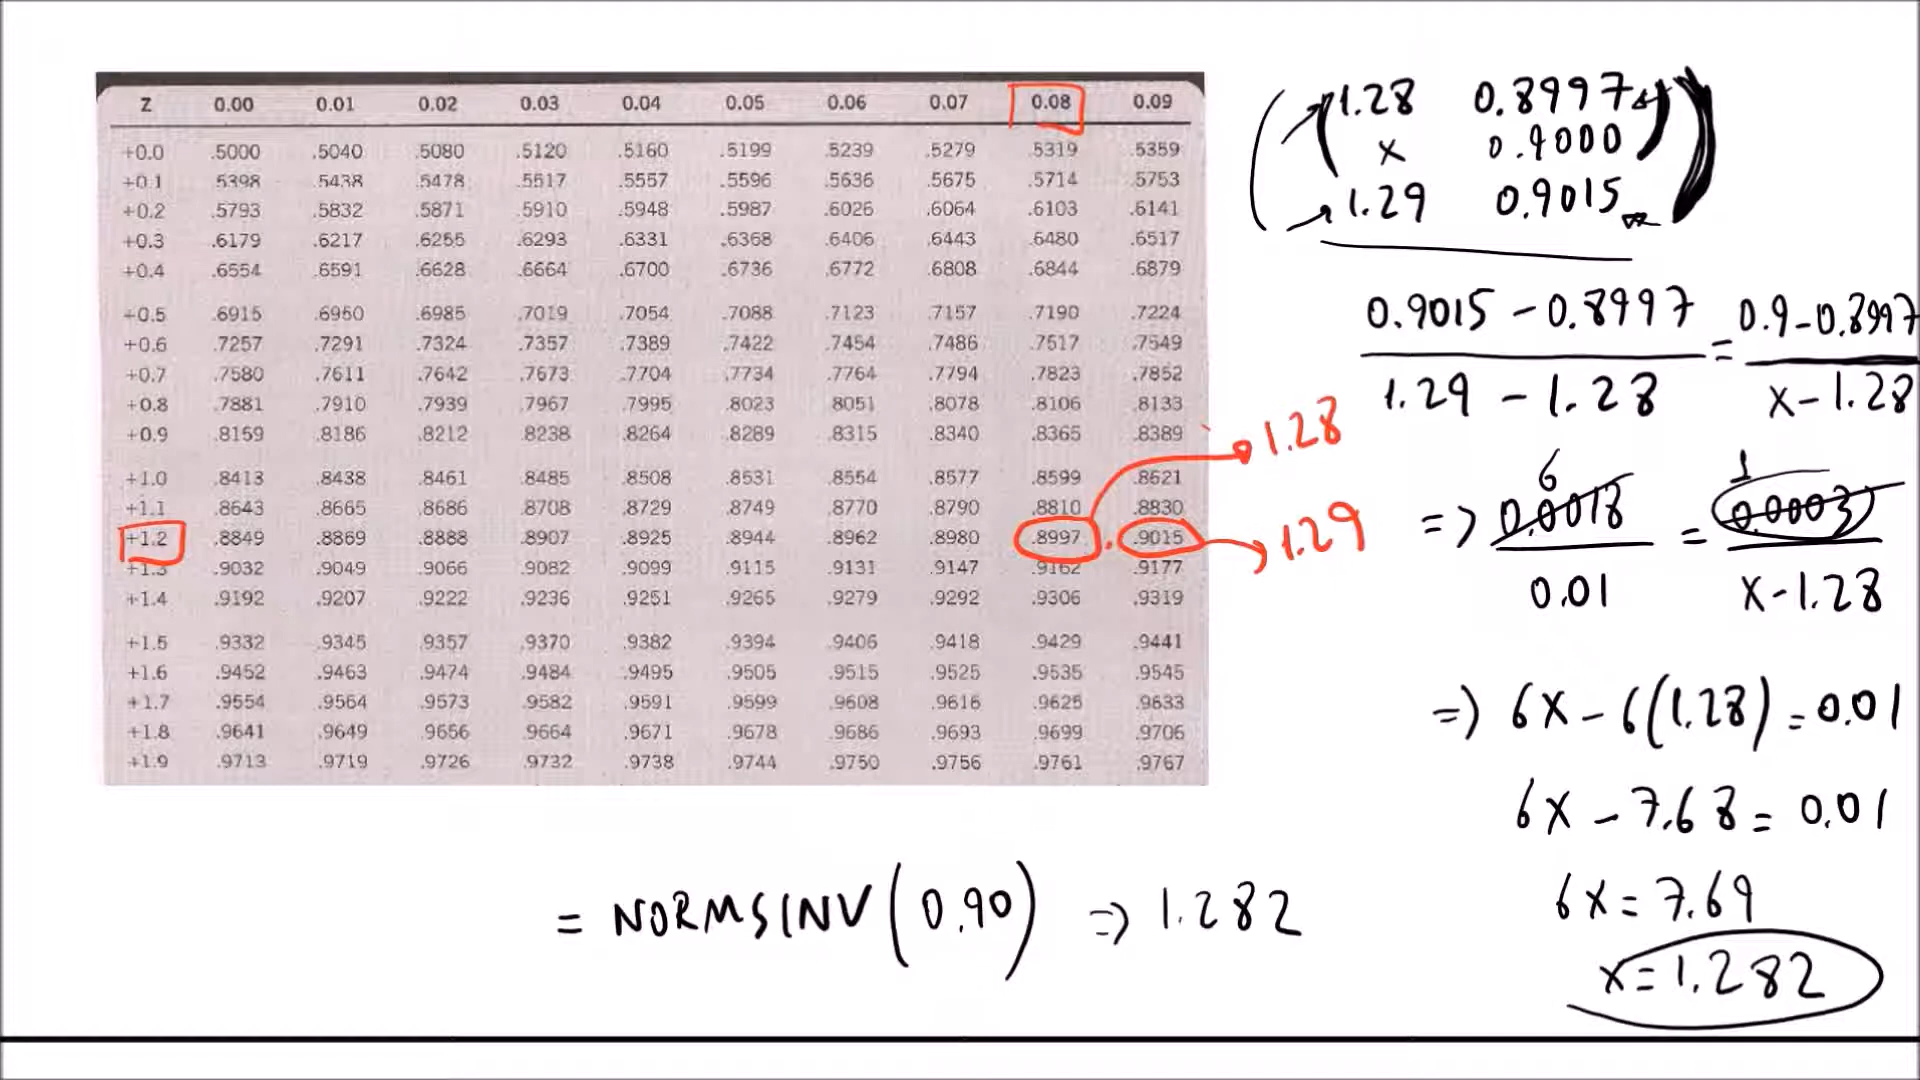 Z 0.00 0.01 0.02 0.03 0.04 0.05 0.06 0.07 0.08 0.09
+0.0 .5000 .5040 .5080 .5120 .5160 .5199 .5239 .5279 .5319 .5359
+0.1 .5398 .5438 .5478 .5517 .5557 .5596 .5636 .5675 .5714 .5753
+0.2 .5793 .5832 .5871 .5910 .5948 .5987 .6026 .6064 .6103 .6141
+0.3 .6179 .6217 .6255 .6293 .6331 .6368 .6406 .6443 .6480 .6517
+0.4 .6554 .6591 .6628 .6664 .6700 .6736 .6772 .6808 .6844 .6879
+0.5 .6915 .6950 .6985 .7019 .7054 .7088 .7123 .7157 .7190 .7224
+0.6 .7257 .7291 .7324 .7357 .7389 .7422 .7454 .7486 .7517 .7549
+0.7 .7580 .7611 .7642 .7673 .7704 .7734 .7764 .7794 .7823 .7852
+0.8 .7881 .7910 .7939 .7967 .7995 .8023 .8051 .8078 .8106 .8133
+0.9 .8159 .8186 .8212 .8238 .8264 .8289 .8315 .8340 .8365 .8389
+1.0 .8413 .8438 .8461 .8485 .8508 .8531 .8554 .8577 .8599 .8621
+1.1 .8643 .8665 .8686 .8708 .8729 .8749 .8770 .8790 .8810 .8830
+1.2 .8849 .8869 .8888 .8907 .8925 .8944 .8962 .8980 .8997 .9015
+1.3 .9032 .9049 .9066 .9082 .9099 .9115 .9131 .9147 .9162 .9177
+1.4 .9192 .9207 .9222 .9236 .9251 .9265 .9279 .9292 .9306 .9319
+1.5 .9332 .9345 .9357 .9370 .9382 .9394 .9406 .9418 .9429 .9441
+1.6 .9452 .9463 .9474 .9484 .9495 .9505 .9515 .9525 .9535 .9545
+1.7 .9554 .9564 .9573 .9582 .9591 .9599 .9608 .9616 .9625 .9633
+1.8 .9641 .9649 .9656 .9664 .9671 .9678 .9686 .9693 .9699 .9706
+1.9 .9713 .9719 .9726 .9732 .9738 .9744 .9750 .9756 .9761 .9767
1.28
1.29
1.28 0.8997
x 0.9000
1.29 0.9015
0.9015 - 0.8997 = 0.9 - 0.8997
1.29 - 1.28 x - 1.28
6 1
=> 0.0018 = 0.0003
0.01 x - 1.28
=> 6x - 6(1.28) = 0.01
6x - 7.68 = 0.01
6x = 7.69
x = 1.282
= NORMSINV(0.90) => 1.282